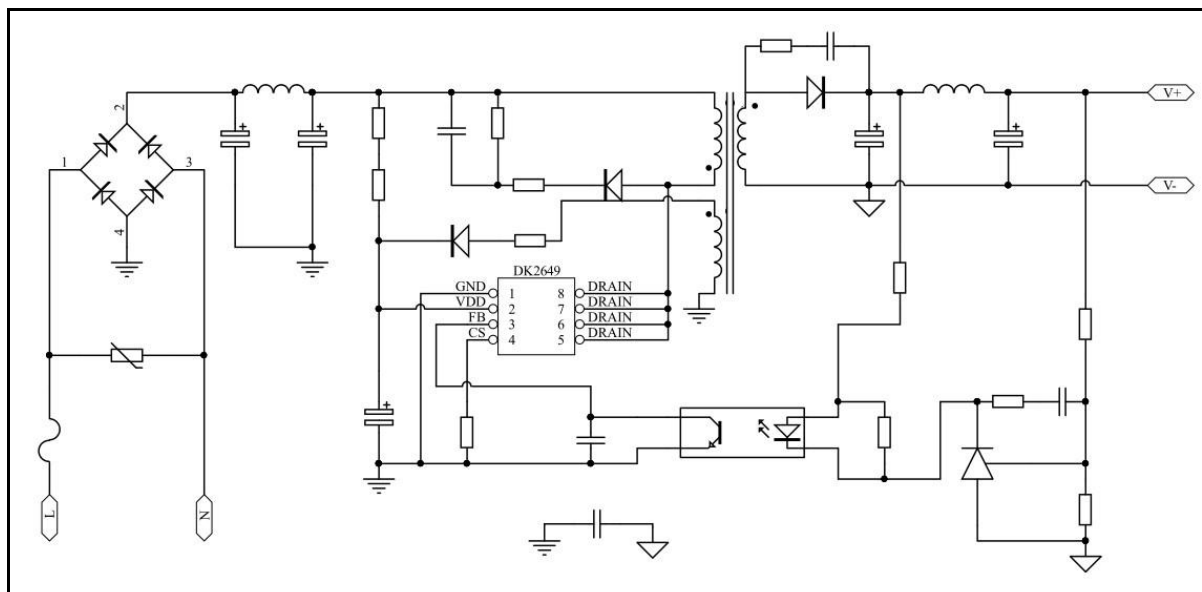 2
1
3
4
+
+
+
+
V+
V-
DK2649
GND 1 8 DRAIN
VDD 2 7 DRAIN
FB 3 6 DRAIN
CS 4 5 DRAIN
+
L
N